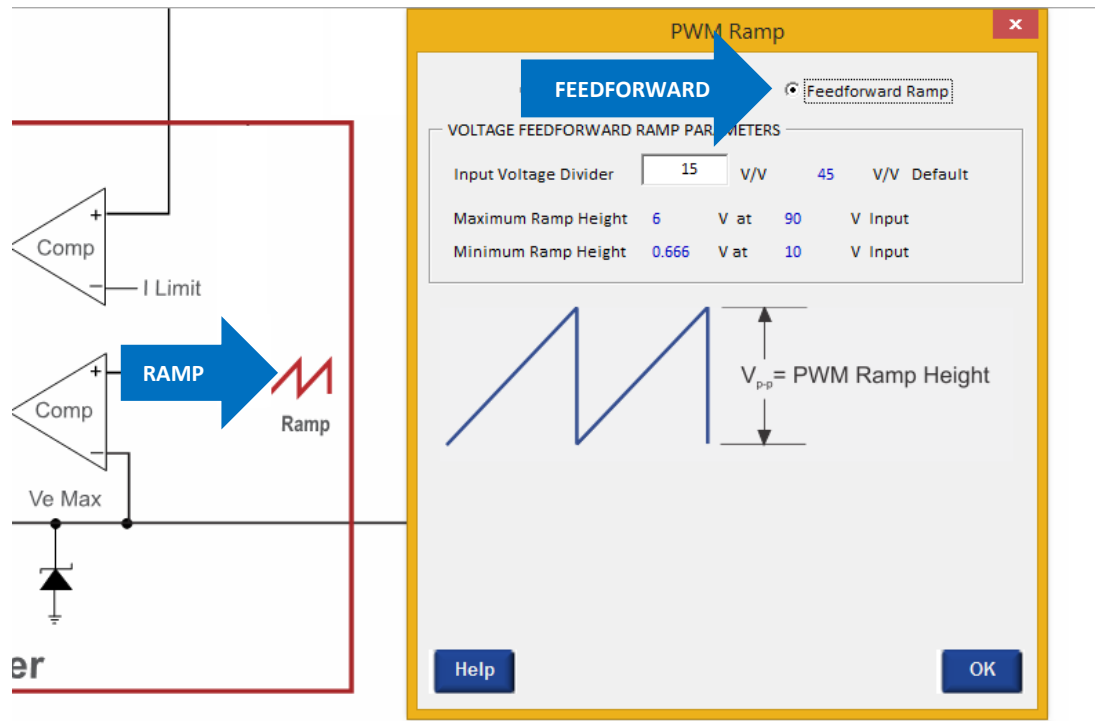 PWM Ramp
x
FEEDFORWARD
Feedforward Ramp
VOLTAGE FEEDFORWARD RAMP PARAMETERS
Input Voltage Divider 15 V/V 45 V/V Default
Maximum Ramp Height 6 V at 90 V Input
Minimum Ramp Height 0.666 V at 10 V Input
Vp-p= PWM Ramp Height
Help
OK
+
Comp
−
I Limit
+
Comp
−
RAMP
Ramp
Ve Max
er